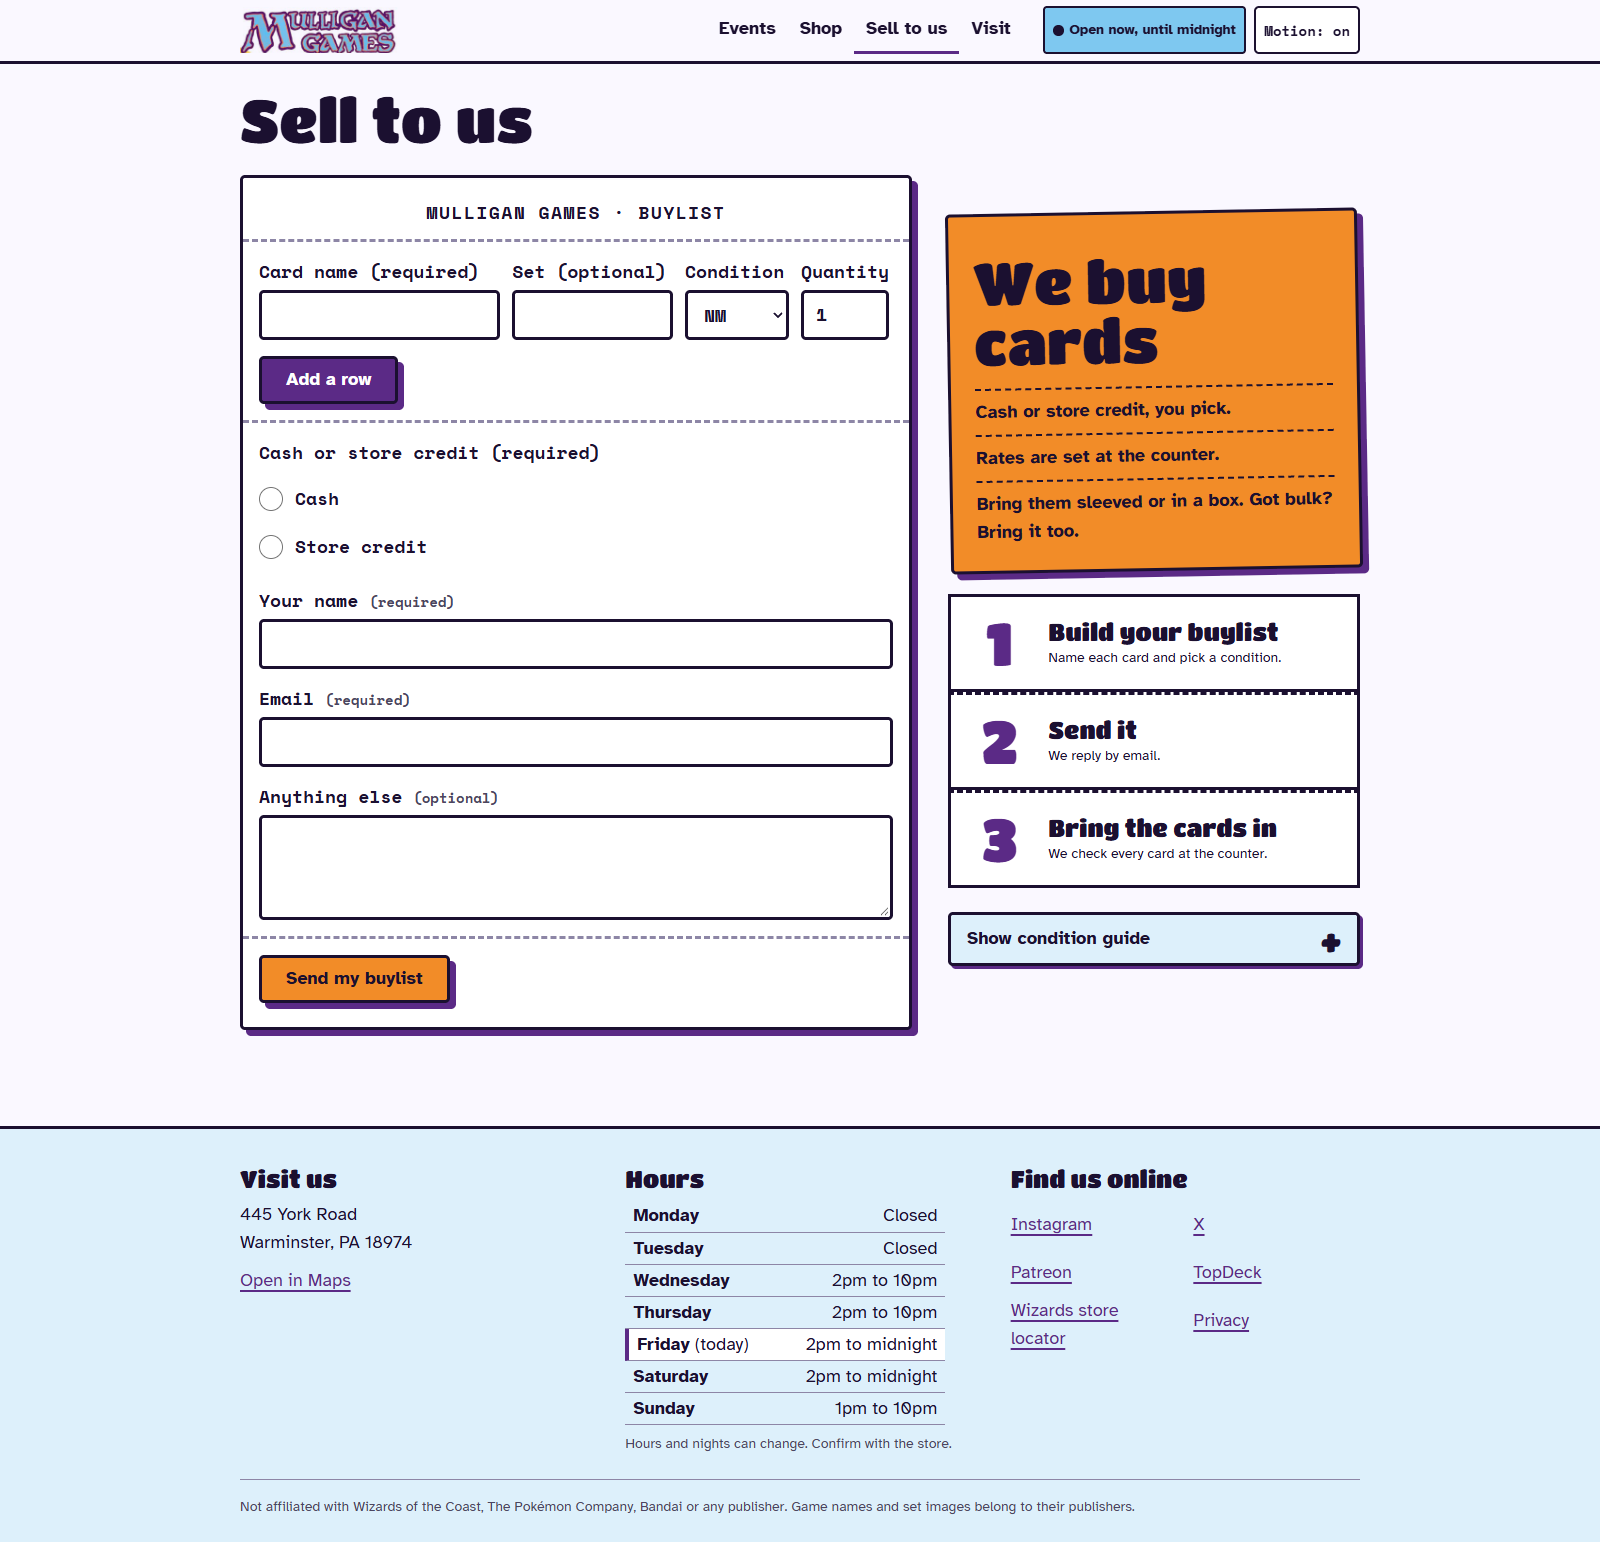 MULLIGAN GAMES
Events Shop Sell to us Visit Open now, until midnight Motion: on
Sell to us
MULLIGAN GAMES · BUYLIST
Card name (required) Set (optional) Condition Quantity
NM 1
Add a row
Cash or store credit (required)
Cash
Store credit
Your name (required)
Email (required)
Anything else (optional)
Send my buylist
We buy
cards
Cash or store credit, you pick.
Rates are set at the counter.
Bring them sleeved or in a box. Got bulk?
Bring it too.
1 Build your buylist
Name each card and pick a condition.
2 Send it
We reply by email.
3 Bring the cards in
We check every card at the counter.
Show condition guide
Visit us
445 York Road
Warminster, PA 18974
Open in Maps
Hours
Monday Closed
Tuesday Closed
Wednesday 2pm to 10pm
Thursday 2pm to 10pm
Friday (today) 2pm to midnight
Saturday 2pm to midnight
Sunday 1pm to 10pm
Hours and nights can change. Confirm with the store.
Find us online
Instagram X
Patreon TopDeck
Wizards store
locator
Privacy
Not affiliated with Wizards of the Coast, The Pokémon Company, Bandai or any publisher. Game names and set images belong to their publishers.